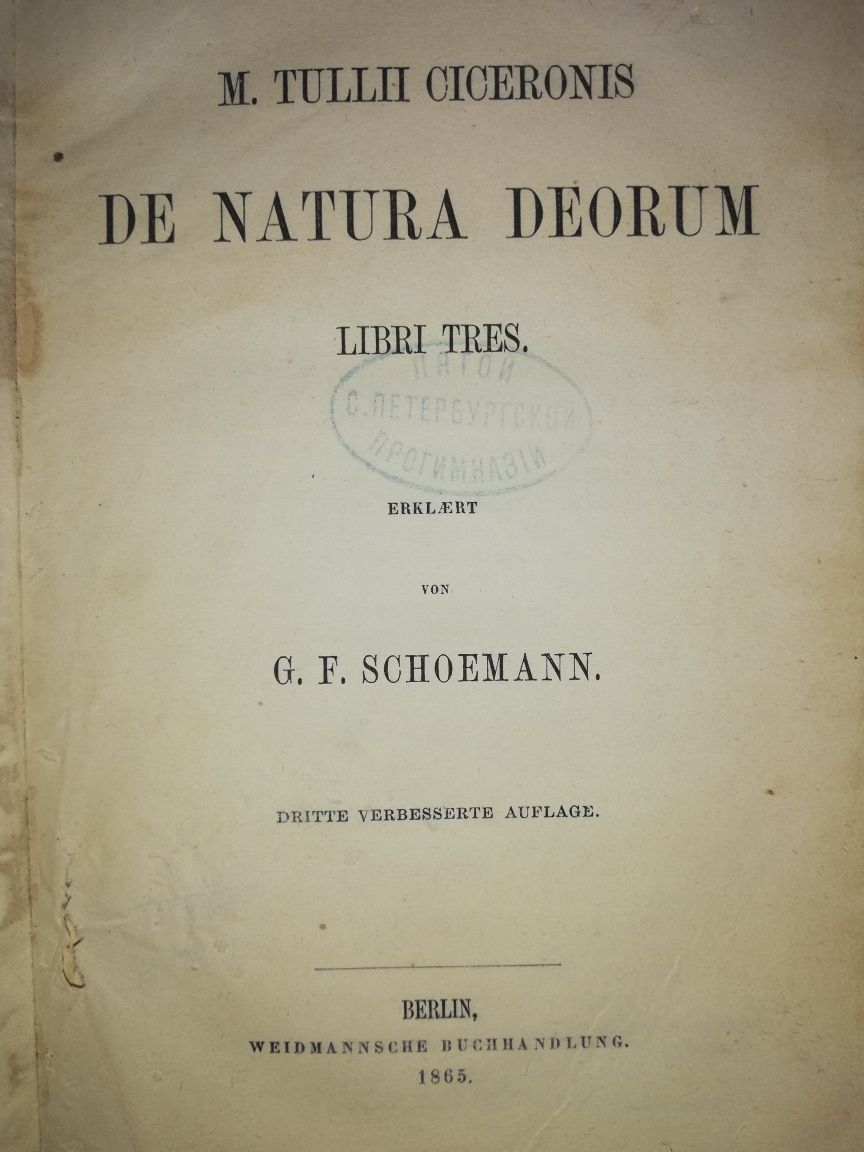 M. TULLII CICERONIS
DE NATURA DEORUM
LIBRI TRES.
ПЯТОЙ
С. ПЕТЕРБУРГСКОЙ
ПРОГИМНАЗІИ
ERKLÆRT
VON
G. F. SCHOEMANN.
DRITTE VERBESSERTE AUFLAGE.
BERLIN,
WEIDMANNSCHE BUCHHANDLUNG.
1865.